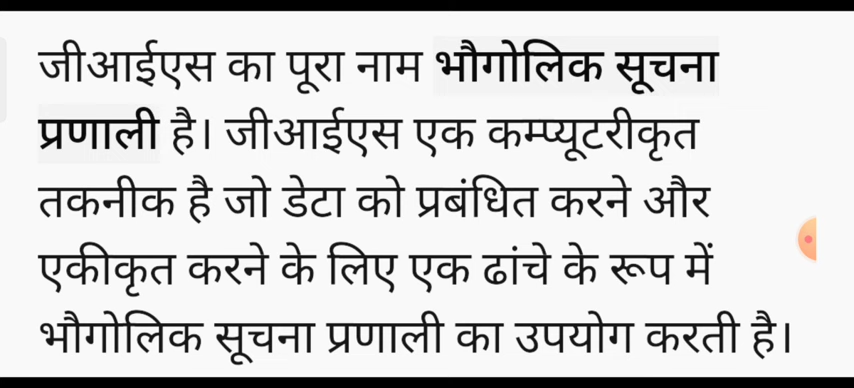 जीआईएस का पूरा नाम भौगोलिक सूचना
प्रणाली है। जीआईएस एक कम्प्यूटरीकृत
तकनीक है जो डेटा को प्रबंधित करने और
एकीकृत करने के लिए एक ढांचे के रूप में
भौगोलिक सूचना प्रणाली का उपयोग करती है।